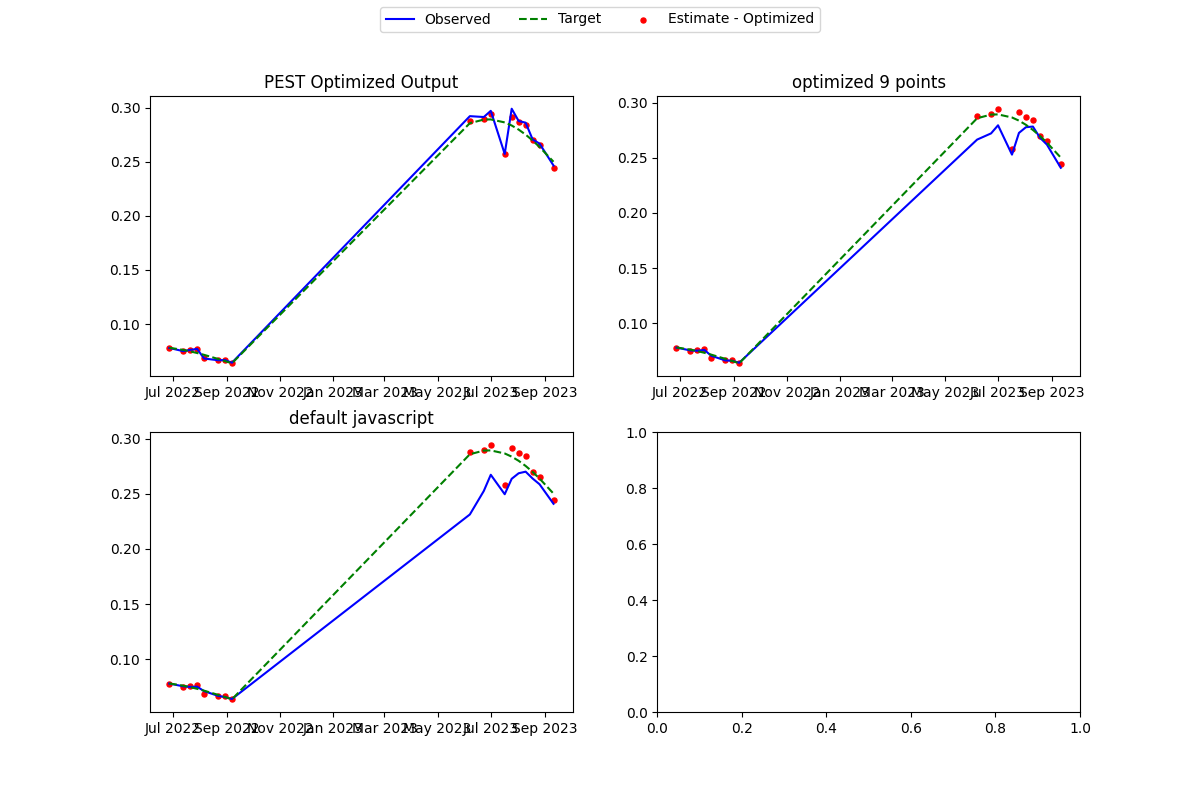 Observed Target Estimate - Optimized
PEST Optimized Output
optimized 9 points
0.30
0.25
0.20
0.15
0.10
Jul 2022 Sep 2022 Nov 2022 Jan 2023 Mar 2023 May 2023 Jul 2023 Sep 2023
0.30
0.25
0.20
0.15
0.10
Jul 2022 Sep 2022 Nov 2022 Jan 2023 Mar 2023 May 2023 Jul 2023 Sep 2023
default javascript
0.30
0.25
0.20
0.15
0.10
Jul 2022 Sep 2022 Nov 2022 Jan 2023 Mar 2023 May 2023 Jul 2023 Sep 2023
1.0
0.8
0.6
0.4
0.2
0.0
0.0 0.2 0.4 0.6 0.8 1.0